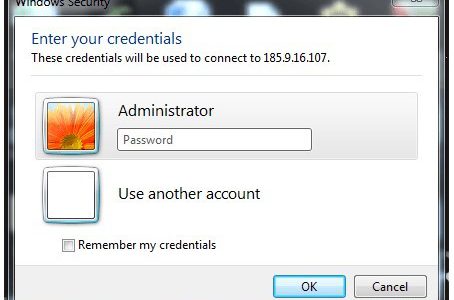 Windows Security
Enter your credentials
These credentials will be used to connect to 185.9.16.107.
Administrator
Password
Use another account
Remember my credentials
OK
Cancel